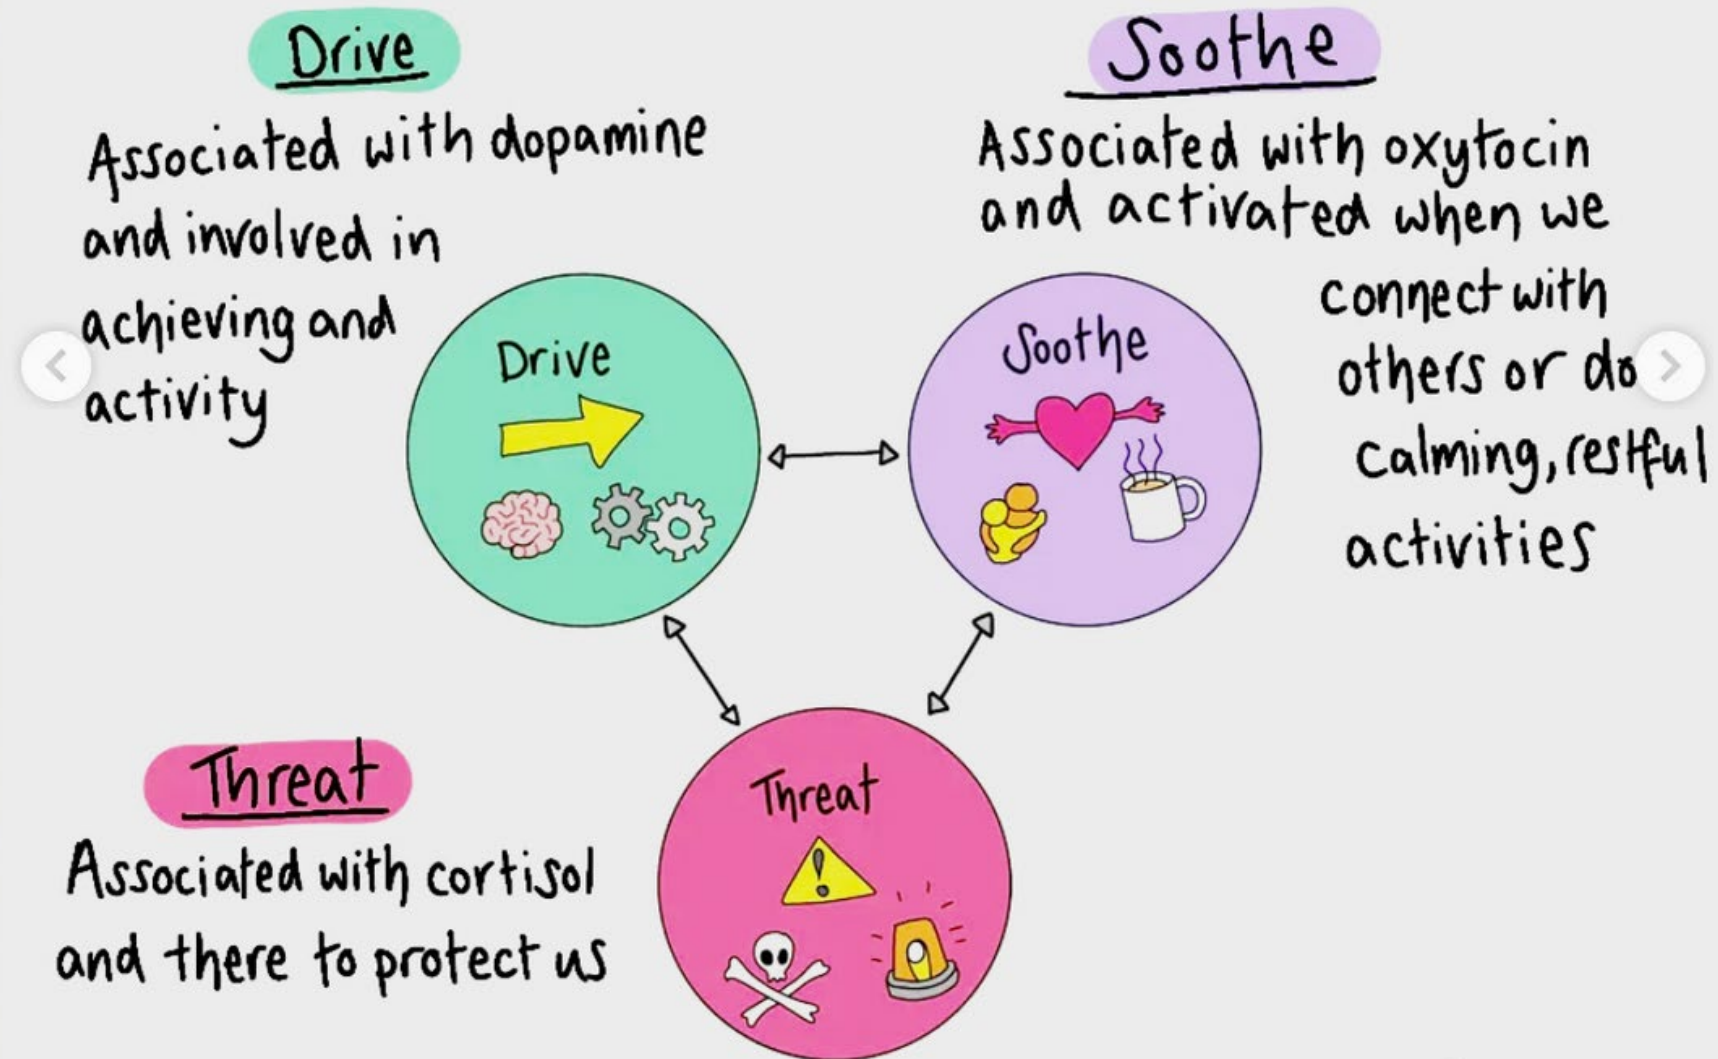 Drive
Associated with dopamine
and involved in
achieving and
activity
Soothe
Associated with oxytocin
and activated when we
connect with
others or do
calming, restful
activities
Drive
Soothe
Threat
Associated with cortisol
and there to protect us
Threat
!